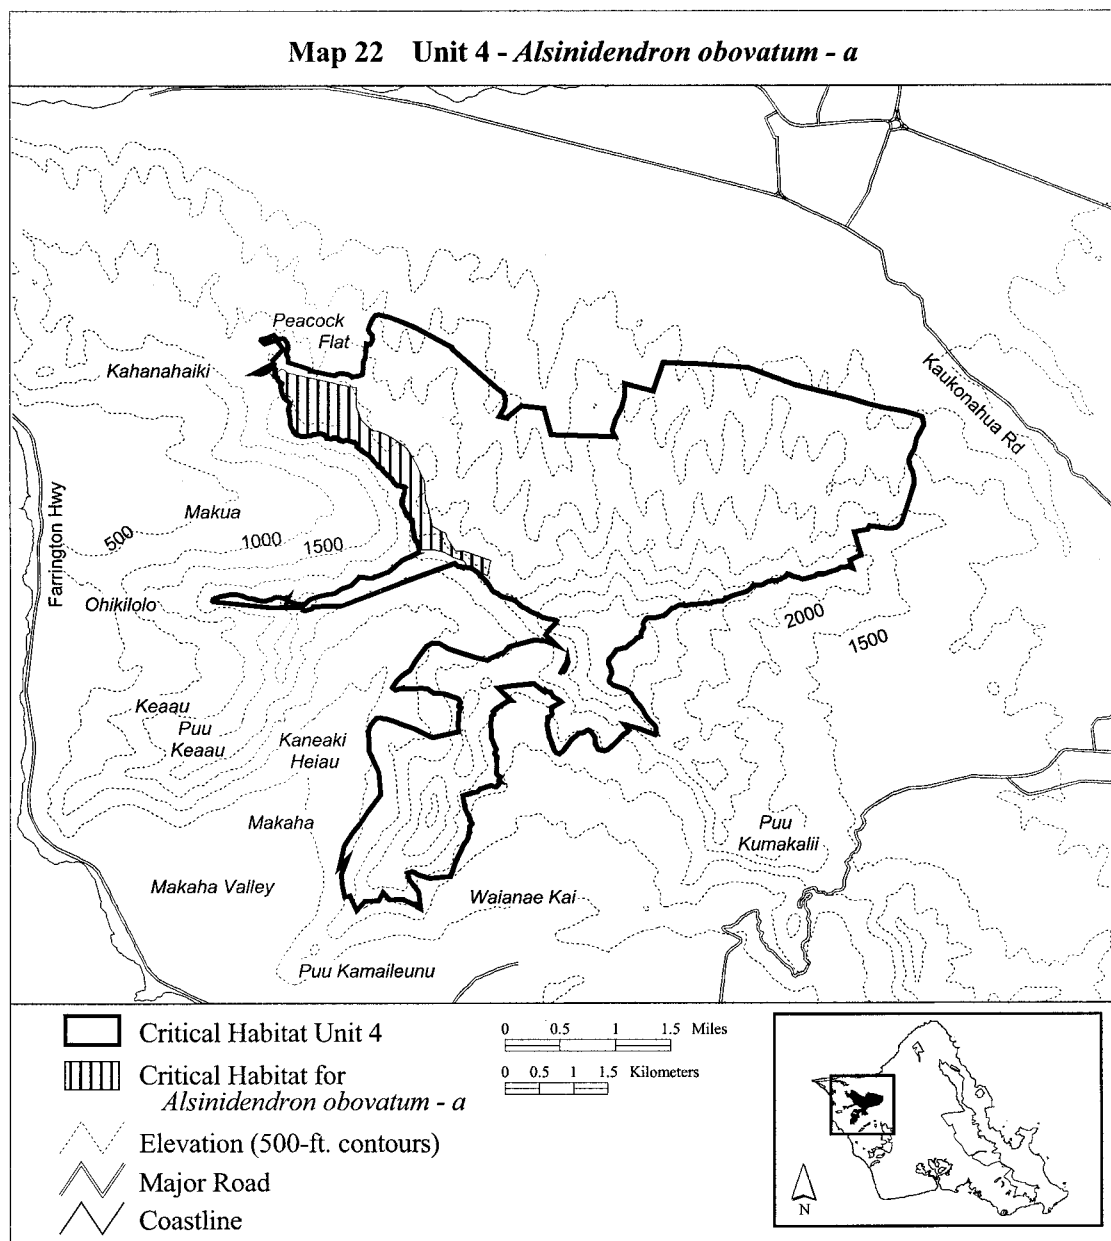 Map 22 Unit 4 - Alsinidendron obovatum - a
Peacock
Flat
Kahanahaiki
Kaukonahua Rd
Farrington Hwy
Makua
500
1000
1500
Ohikilolo
2000
1500
Keaau
Puu
Keaau
Kaneaki
Heiau
Makaha
Puu
Kumakalii
Makaha Valley
Waianae Kai
Puu Kamaileunu
Critical Habitat Unit 4
Critical Habitat for
Alsinidendron obovatum - a
Elevation (500-ft. contours)
Major Road
Coastline
0 0.5 1 1.5 Miles
0 0.5 1 1.5 Kilometers
N